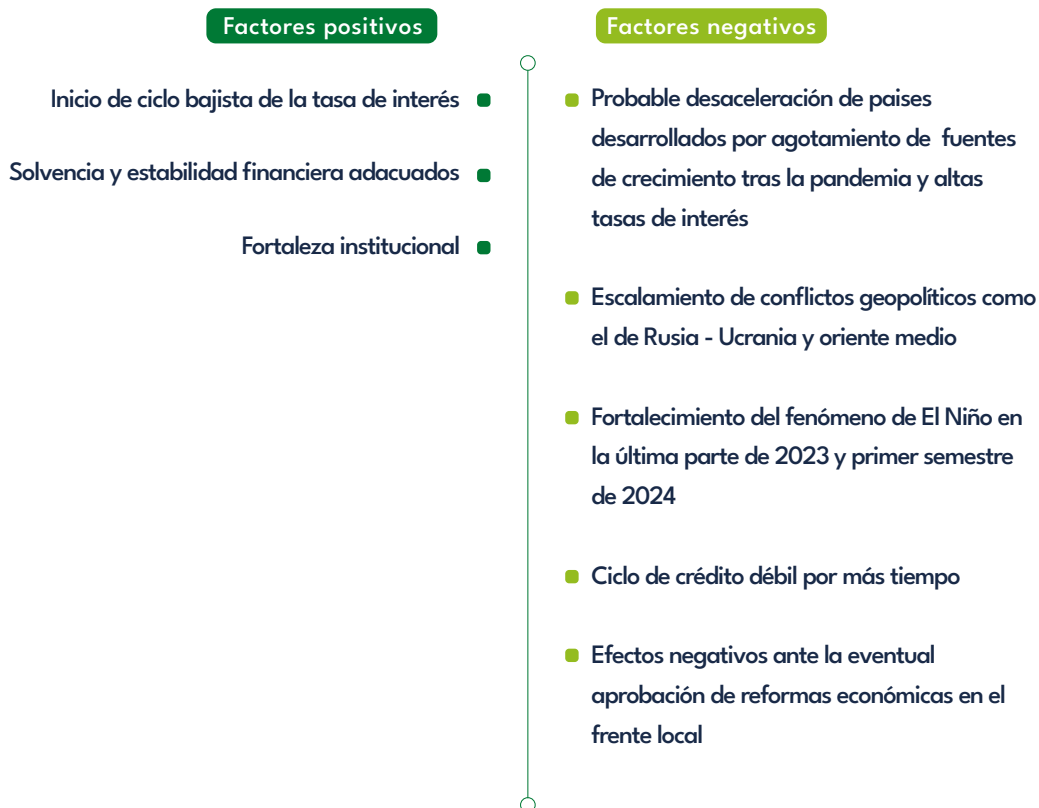 Factores positivos
Inicio de ciclo bajista de la tasa de interés
Solvencia y estabilidad financiera adacuados
Fortaleza institucional
Factores negativos
Probable desaceleración de paises
desarrollados por agotamiento de fuentes
de crecimiento tras la pandemia y altas
tasas de interés
Escalamiento de conflictos geopolíticos como
el de Rusia - Ucrania y oriente medio
Fortalecimiento del fenómeno de El Niño en
la última parte de 2023 y primer semestre
de 2024
Ciclo de crédito débil por más tiempo
Efectos negativos ante la eventual
aprobación de reformas económicas en el
frente local